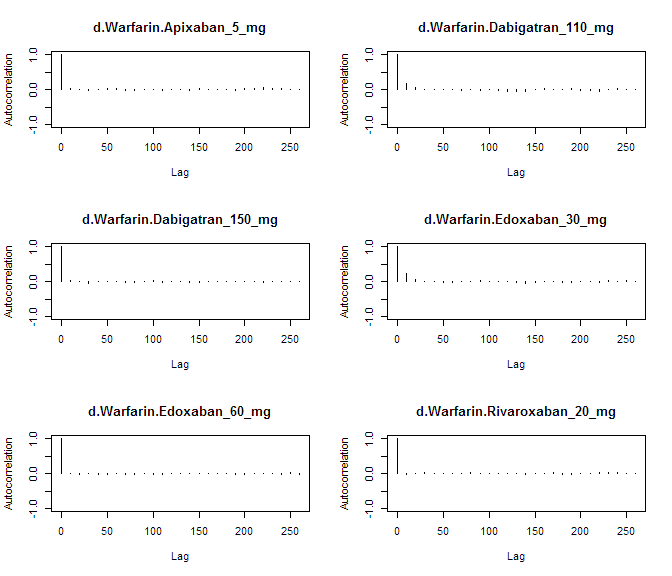 d.Warfarin.Apixaban_5_mg
Autocorrelation
-1.0 0.0 1.0
0 50 100 150 200 250
Lag
d.Warfarin.Dabigatran_110_mg
Autocorrelation
-1.0 0.0 1.0
0 50 100 150 200 250
Lag
d.Warfarin.Dabigatran_150_mg
Autocorrelation
-1.0 0.0 1.0
0 50 100 150 200 250
Lag
d.Warfarin.Edoxaban_30_mg
Autocorrelation
-1.0 0.0 1.0
0 50 100 150 200 250
Lag
d.Warfarin.Edoxaban_60_mg
Autocorrelation
-1.0 0.0 1.0
0 50 100 150 200 250
Lag
d.Warfarin.Rivaroxaban_20_mg
Autocorrelation
-1.0 0.0 1.0
0 50 100 150 200 250
Lag